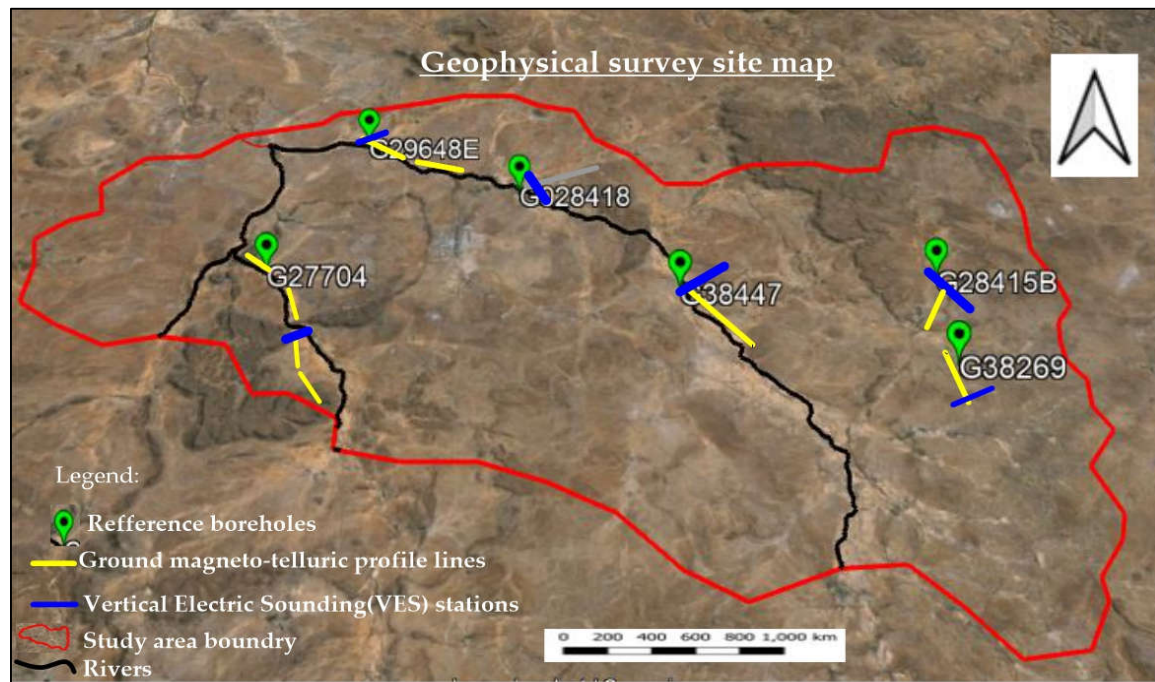 Geophysical survey site map
G29648E
G028418
G27704
G38447
G28415B
G38269
Legend:
Refference boreholes
Ground magneto-telluric profile lines
Vertical Electric Sounding(VES) stations
Study area boundry
Rivers
0 200 400 600 800 1,000 km